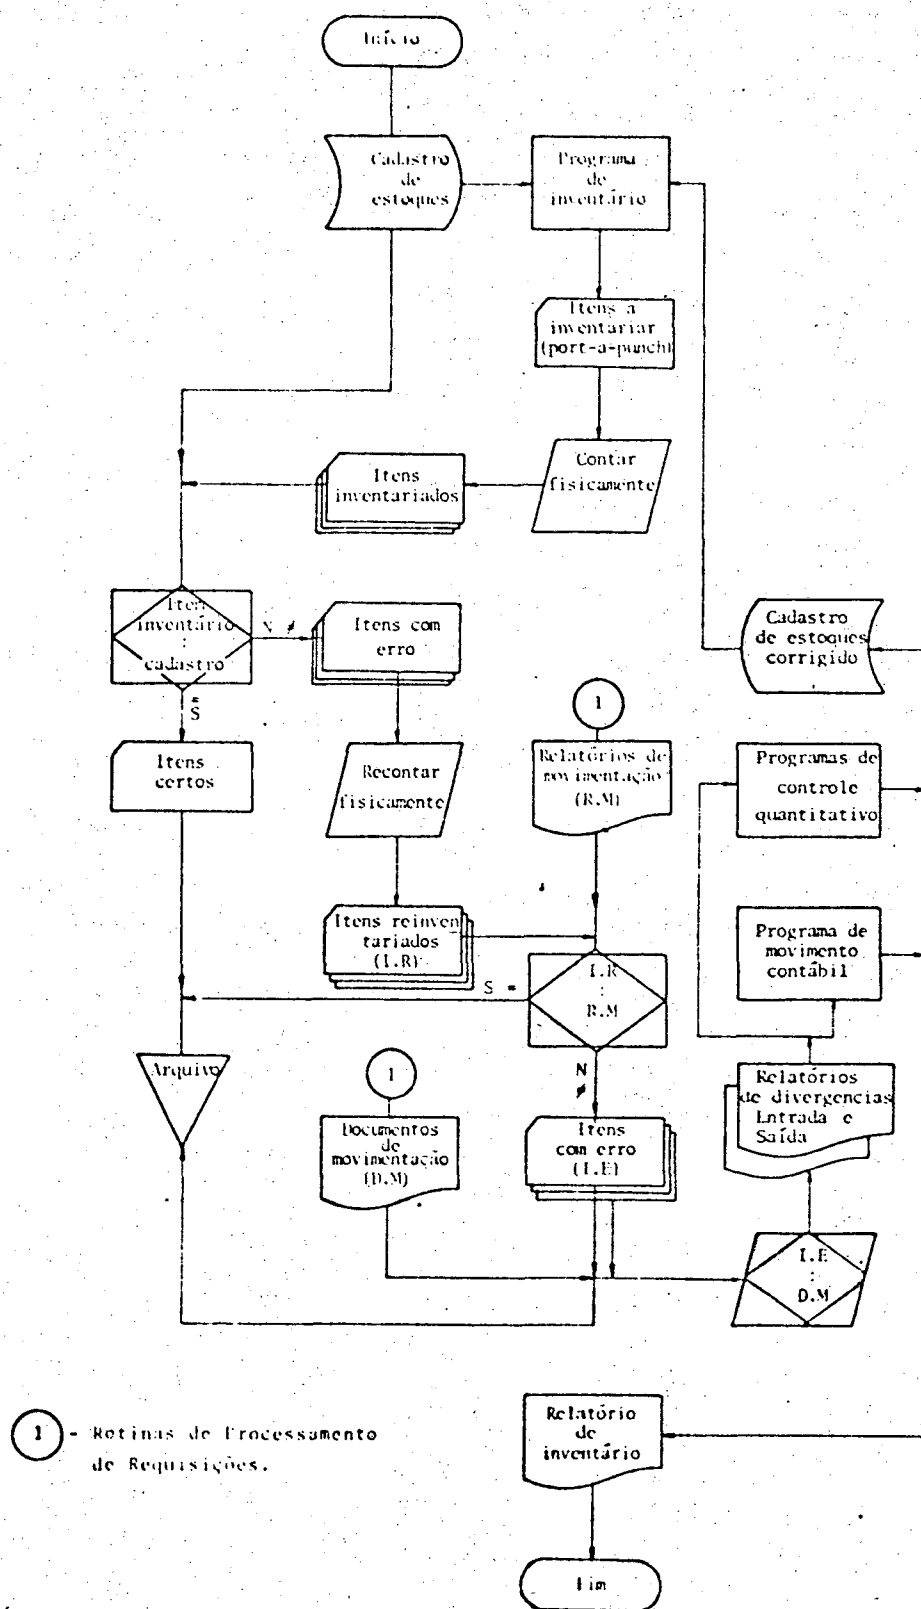 Início
Cadastro
de
estoques
Programa
de
inventário
Itens a
inventariar
(port-a-punch)
Contar
fisicamente
Itens
inventariados
Item
inventário
:
cadastro
N ≠
Itens com
erro
Cadastro
de estoques
corrigido
=
S
1
Itens
certos
Recontar
fisicamente
Relatórios de
movimentação
(R.M)
Programas de
controle
quantitativo
Itens reinven
tariados
(I.R)
Programa de
movimento
contábil
S =
I.R
:
R.M
Arquivo
1
N
≠
Relatórios
de divergencias
Entrada e
Saída
Documentos
de
movimentação
(D.M)
Itens
com erro
(I.E)
I.E
:
D.M
1 - Rotinas de Processamento
de Requisições.
Relatório
de
inventário
Fim